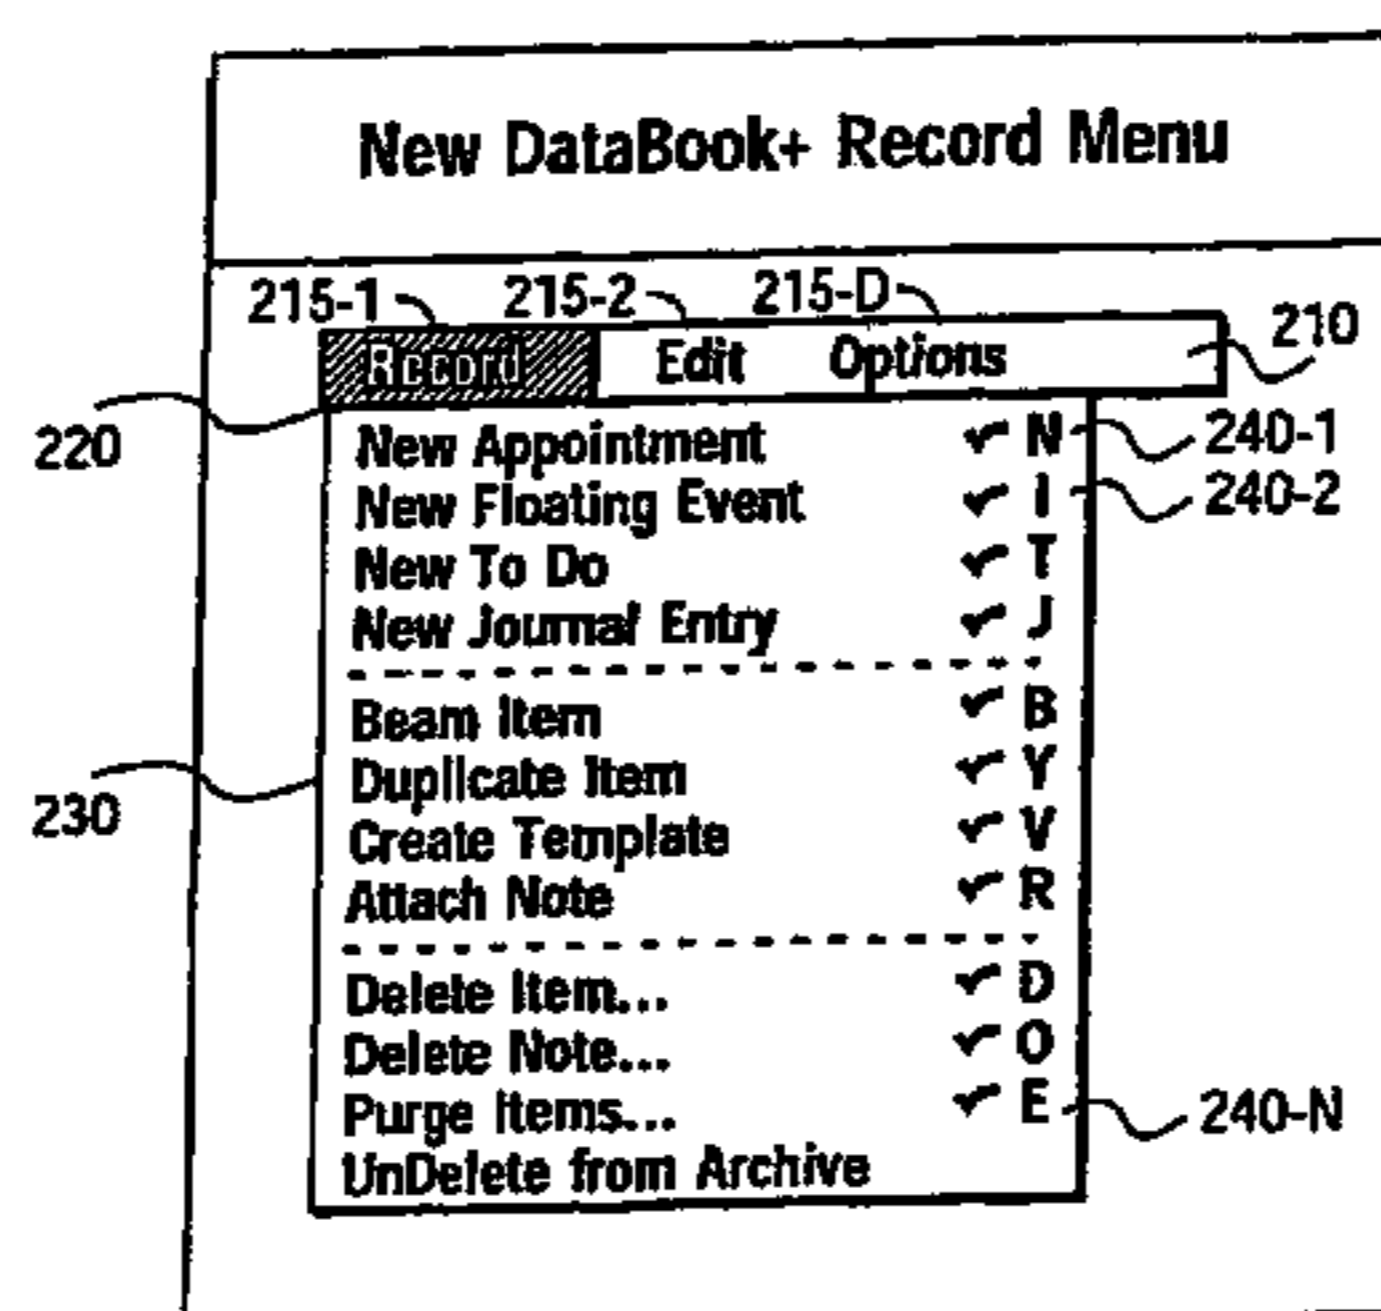 New DataBook+ Record Menu
215-1 215-2 215-D
Record Edit Options 210
220
New Appointment ✔ N 240-1
New Floating Event ✔ I 240-2
New To Do ✔ T
New Journal Entry ✔ J
Beam Item ✔ B
Duplicate Item ✔ Y
230
Create Template ✔ V
Attach Note ✔ R
Delete Item... ✔ D
Delete Note... ✔ O
Purge Items... ✔ E 240-N
UnDelete from Archive